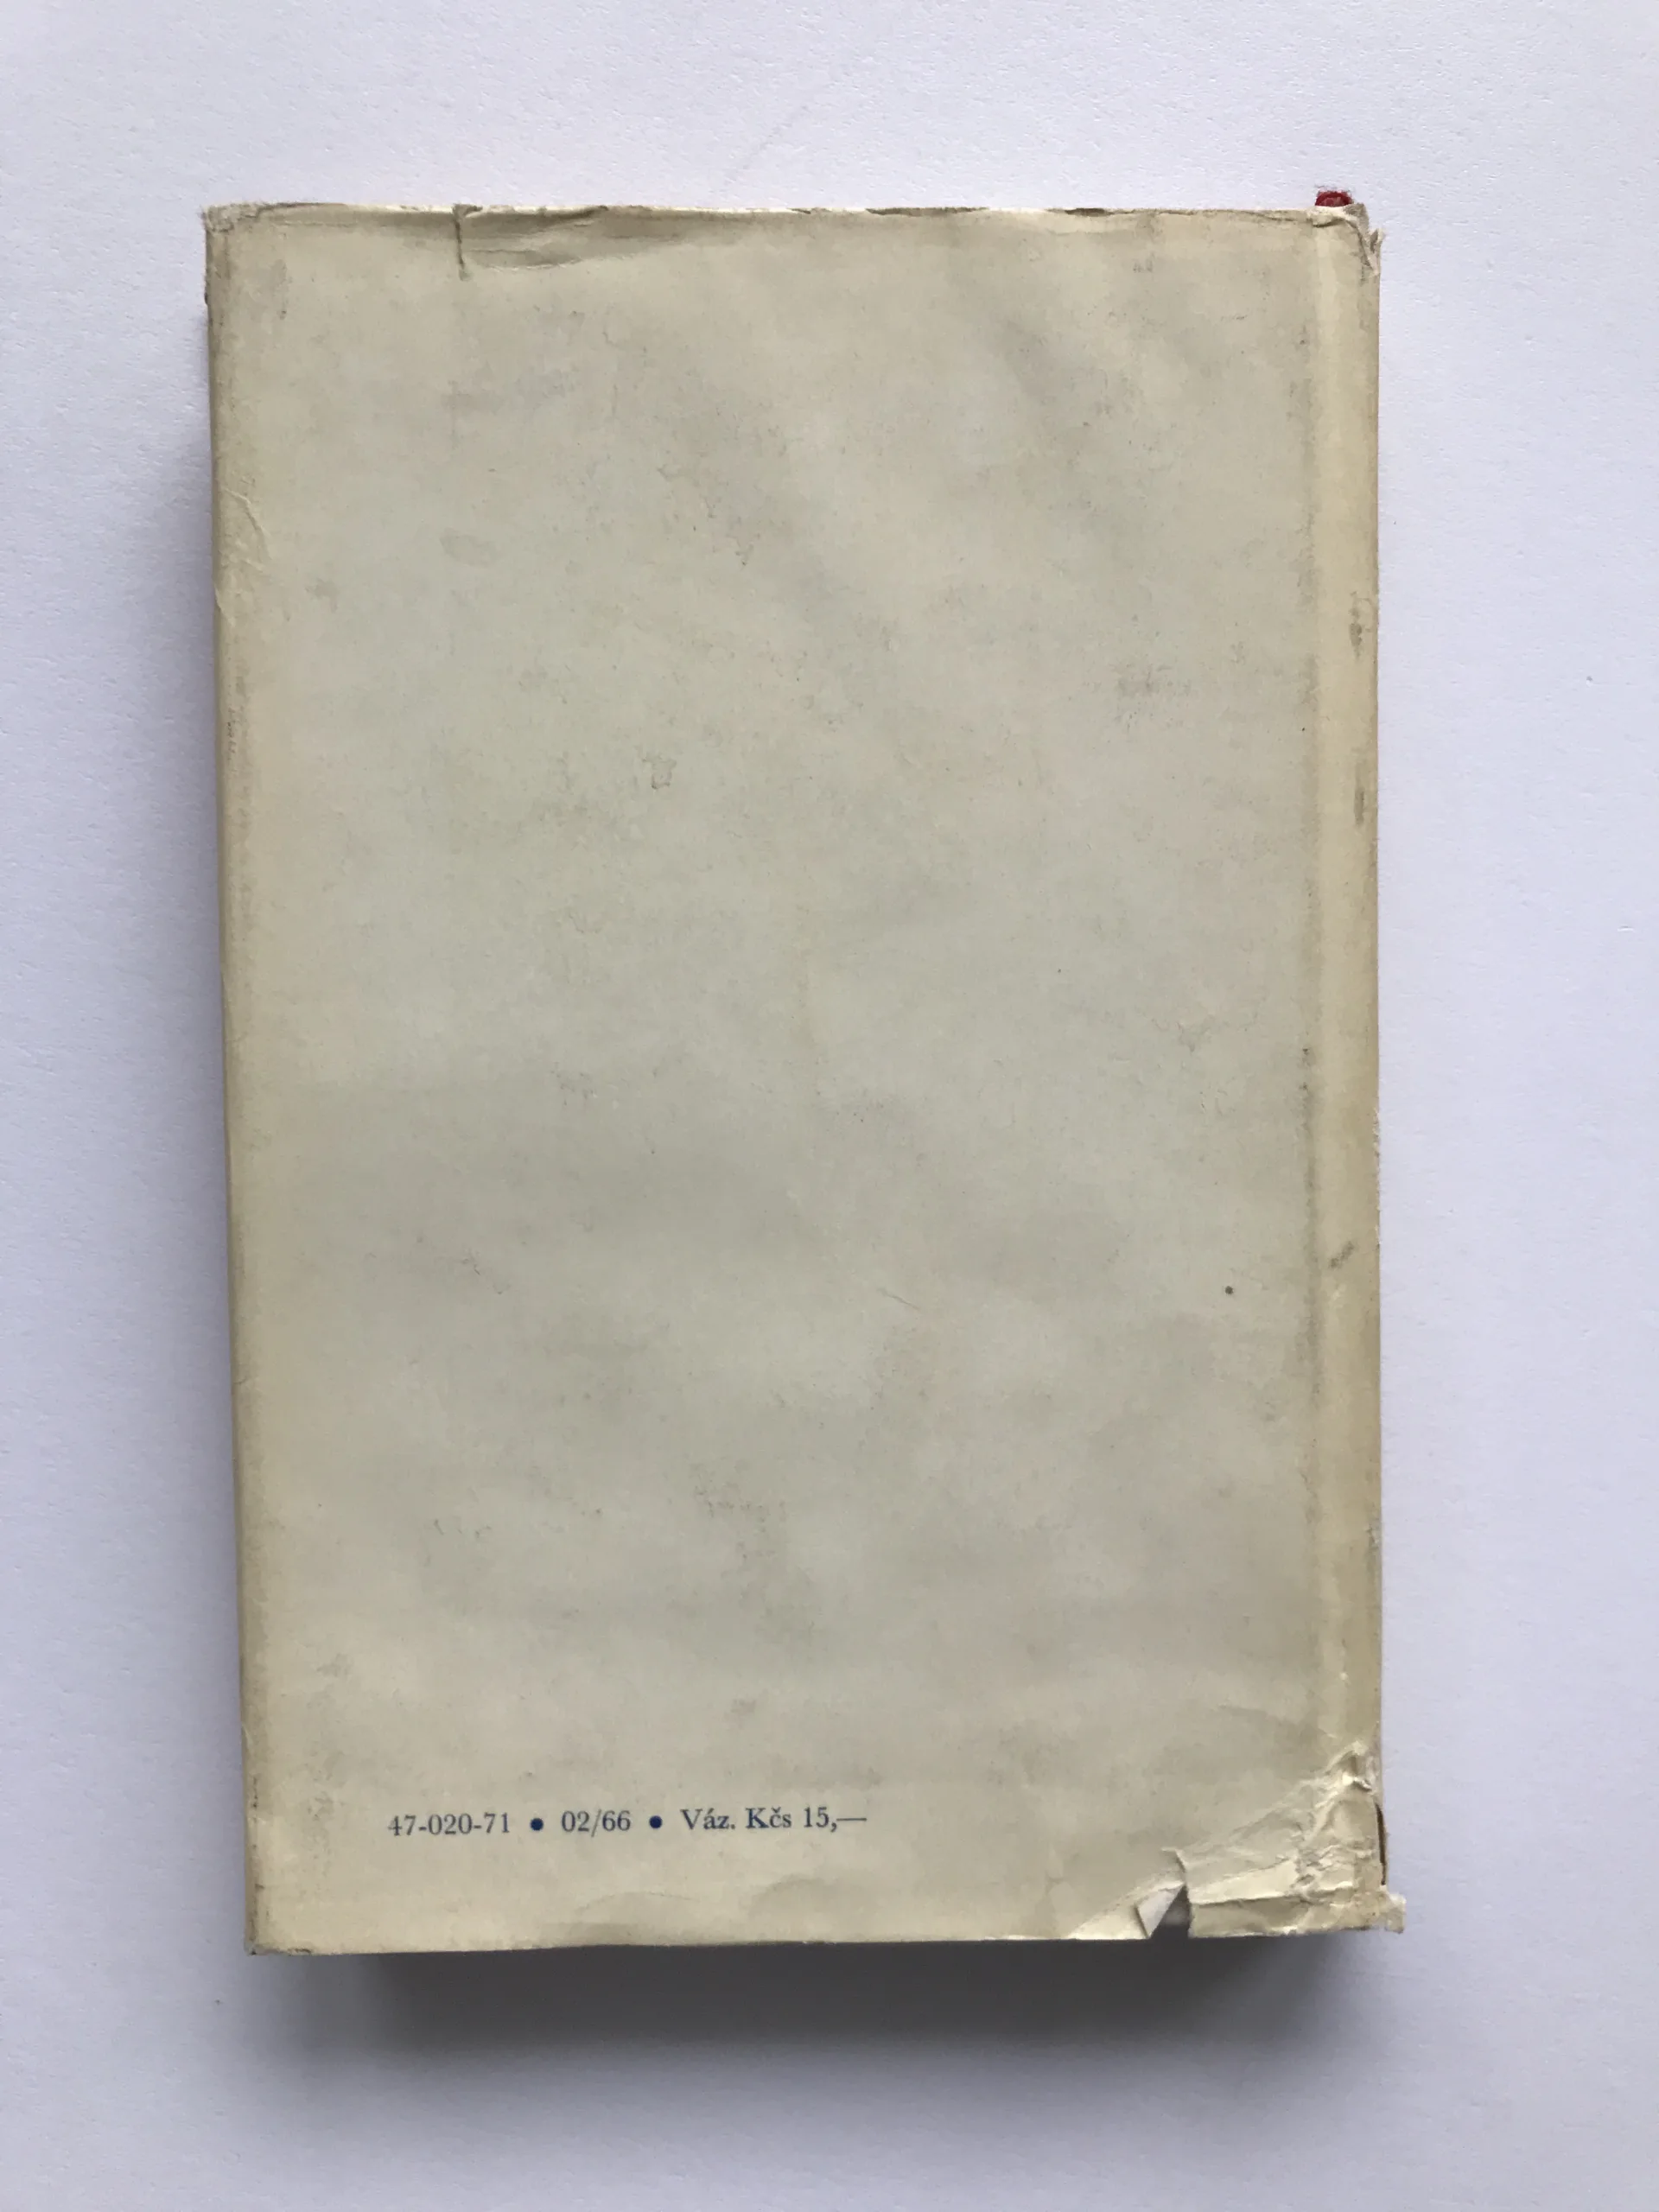 47-020-71 ● 02/66 ● Váz. Kčs 15,—